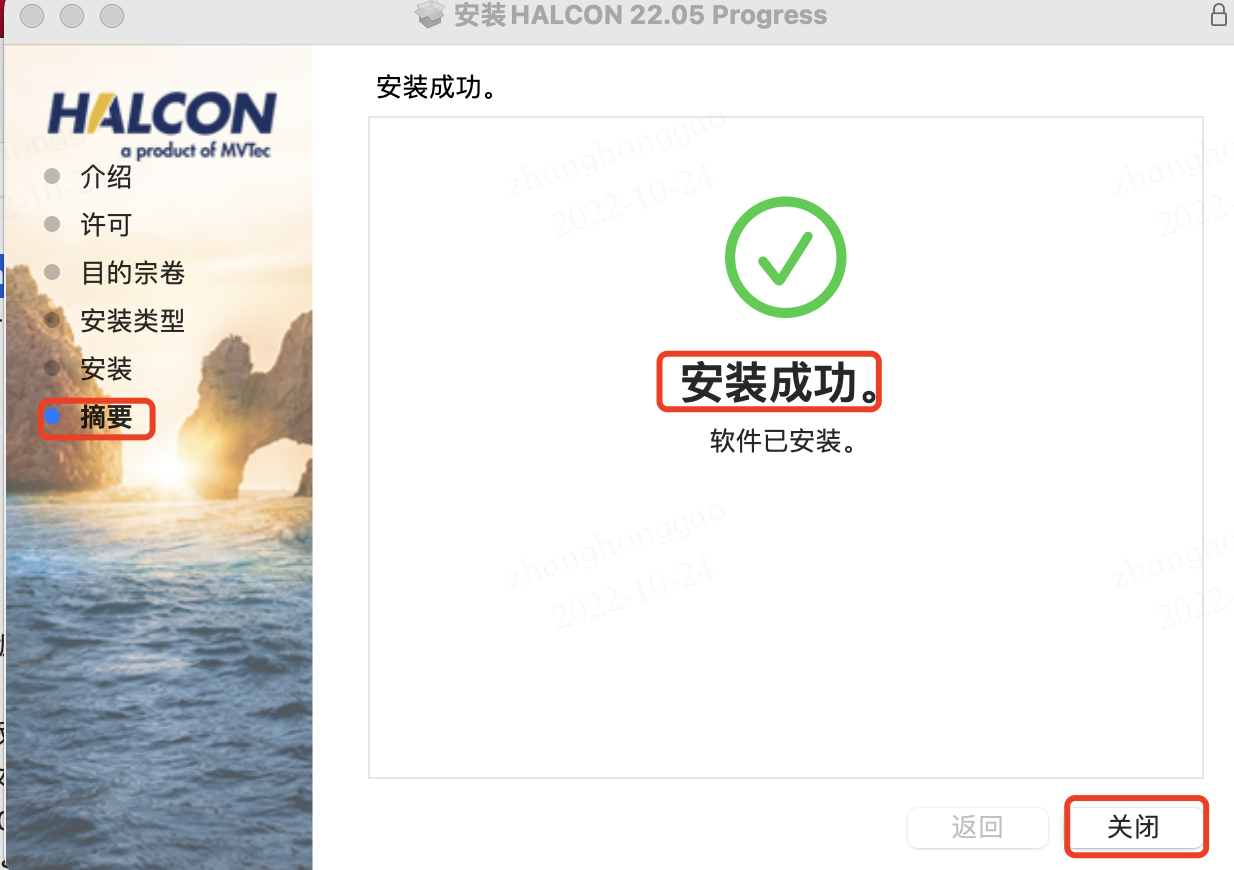 安装 HALCON 22.05 Progress
HALCON
a product of MVTec
介绍
许可
目的宗卷
安装类型
安装
摘要
安装成功。
zhanghonggao
2022-10-24
安装成功。
软件已安装。
zhanghonggao
2022-10-24
返回
关闭